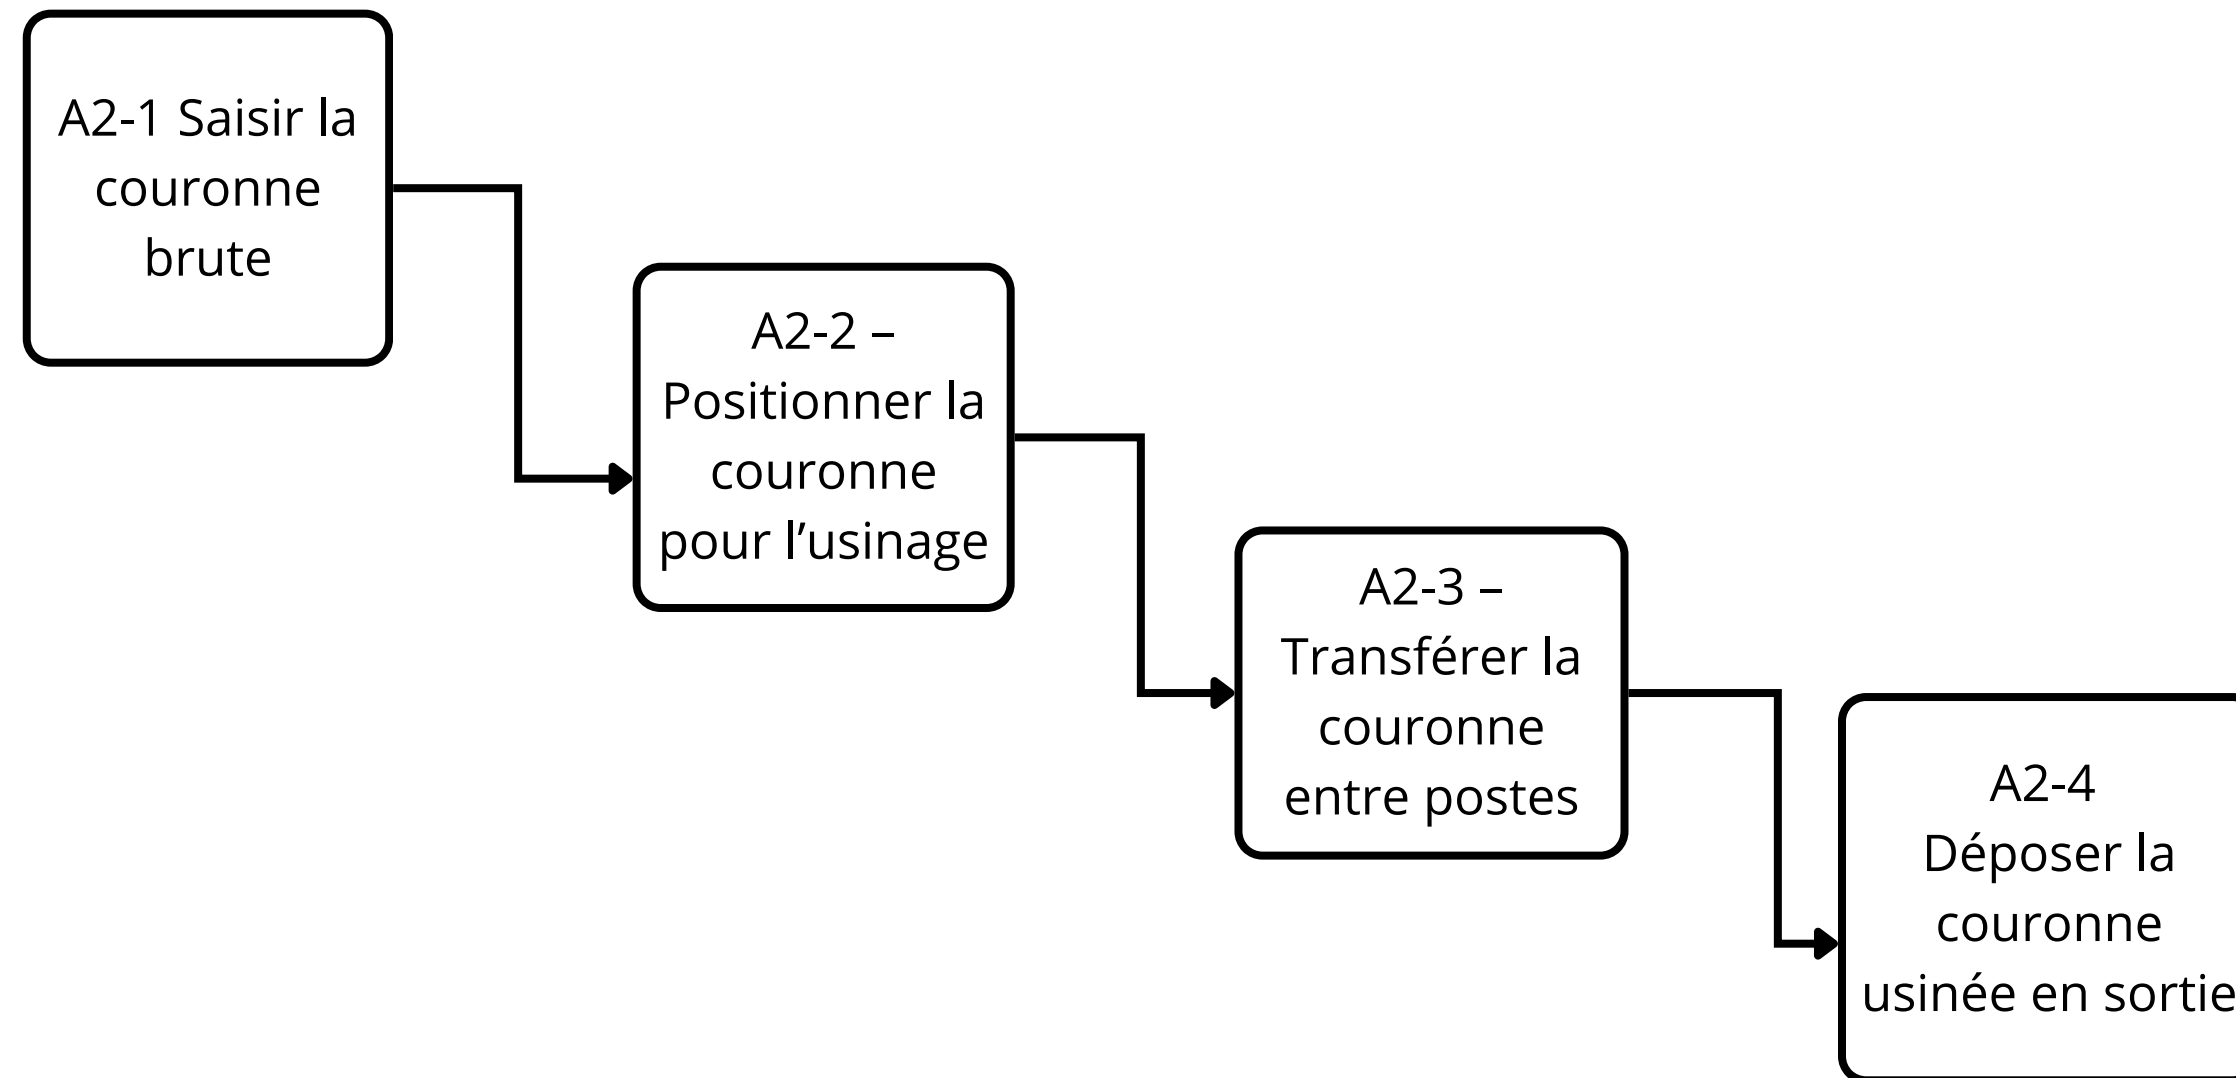 A2-1 Saisir la
couronne
brute
A2-2 –
Positionner la
couronne
pour l’usinage
A2-3 –
Transférer la
couronne
entre postes
A2-4
Déposer la
couronne
usinée en sortie